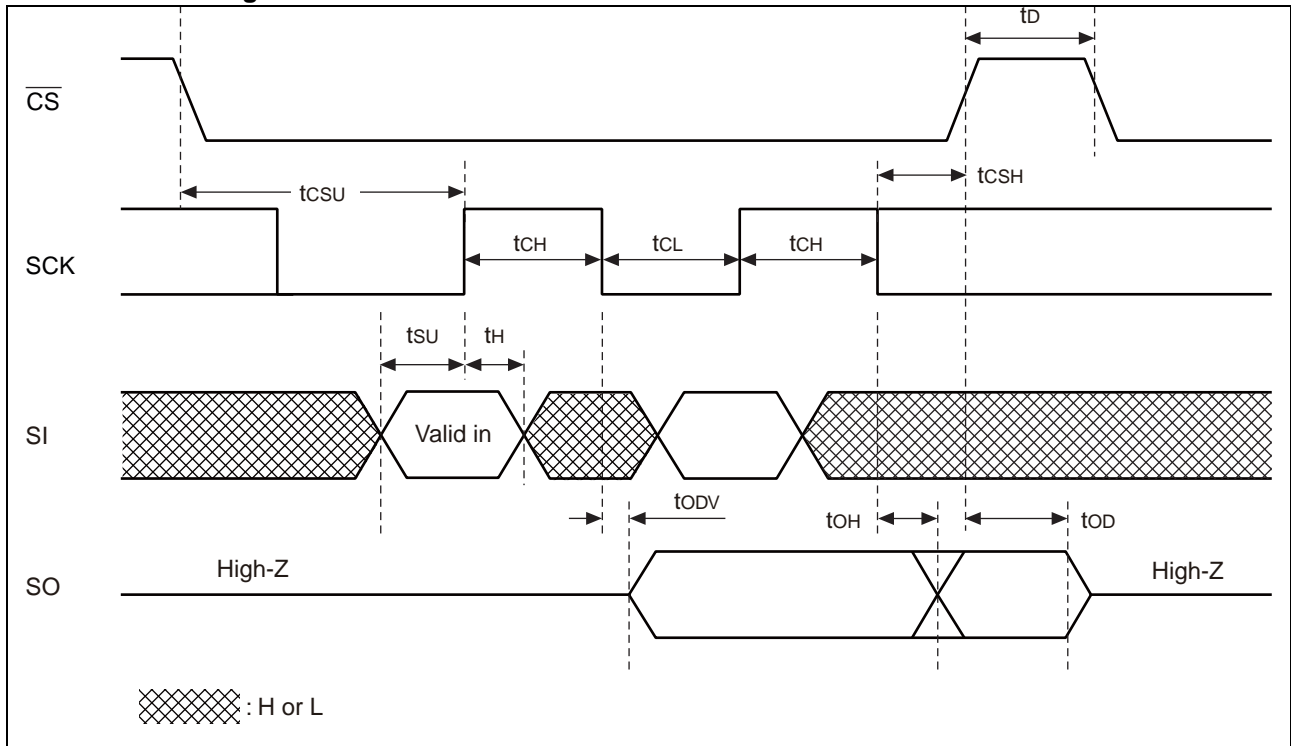 tD
CS
tCSU
tCSH
SCK
tCH
tCL
tCH
tSU
tH
SI
Valid in
tODV
tOH
tOD
SO
High-Z
High-Z
: H or L